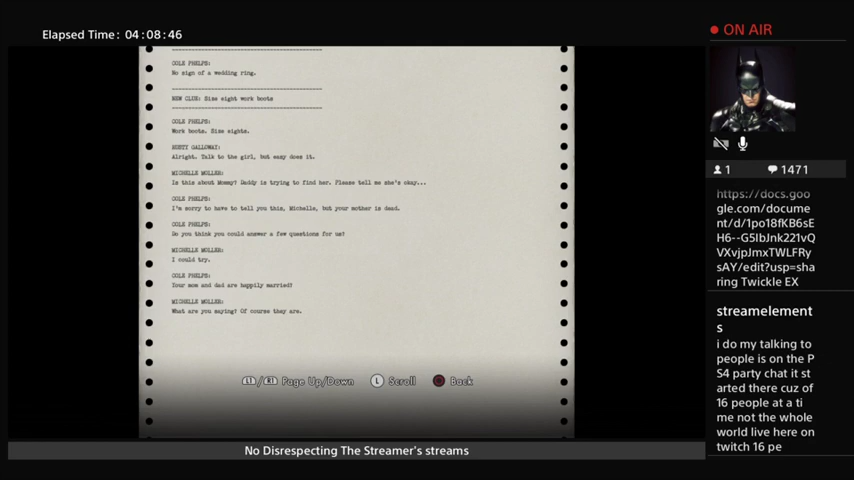 Elapsed Time: 04:08:46
ON AIR
COLE PHELPS:
No sign of a wedding ring.
NEW CLUE: Size eight work boots
COLE PHELPS:
Work boots. Size eights.
RUSTY GALLOWAY:
Alright. Talk to the girl, but easy does it.
MICHELLE MOLLER:
Is this about Mommy? Daddy is trying to find her. Please tell me she's okay...
COLE PHELPS:
I'm sorry to have to tell you this, Michelle, but your mother is dead.
COLE PHELPS:
Do you think you could answer a few questions for us?
MICHELLE MOLLER:
I could try.
COLE PHELPS:
Your mom and dad are happily married?
MICHELLE MOLLER:
What are you saying? Of course they are.
L1/R1 Page Up/Down L Scroll Back
No Disrespecting The Streamer's streams
1 1471
https://docs.goo
gle.com/docume
nt/d/1po18fKB6sE
H6--G5IbJnk221vQ
VXvjpJmxTWLFRy
sAY/edit?usp=sha
ring Twickle EX
streamelement
s
i do my talking to
people is on the P
S4 party chat it st
arted there cuz of
16 people at a ti
me not the whole
world live here on
twitch 16 pe